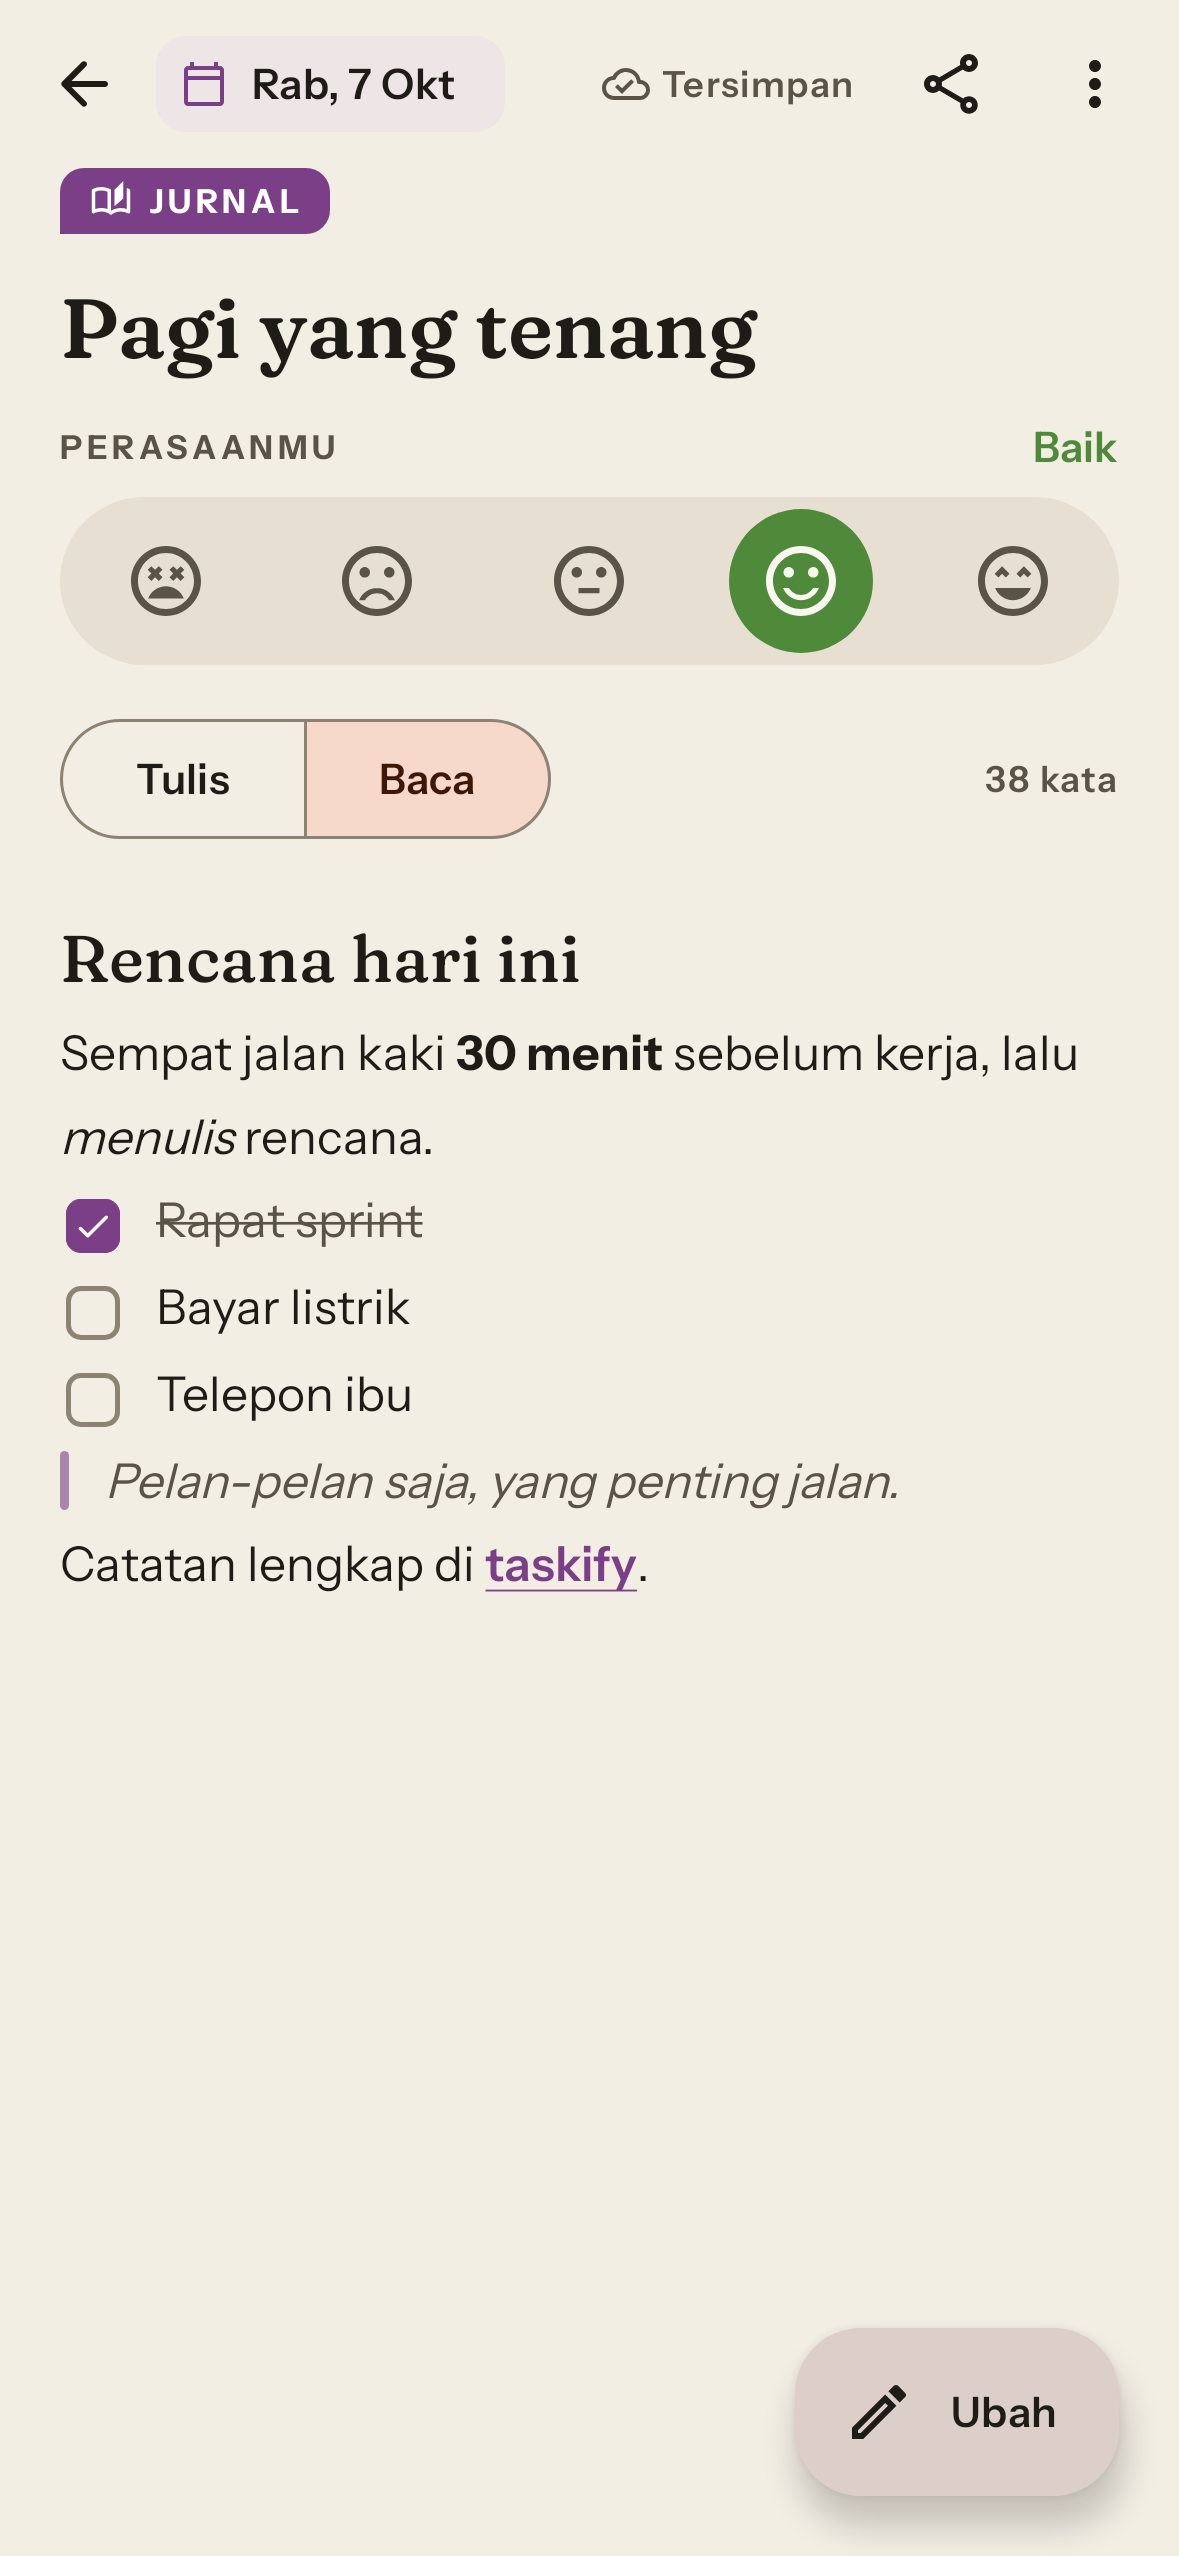 Rab, 7 Okt
Tersimpan
JURNAL
Pagi yang tenang
PERASAANMU
Baik
Tulis
Baca
38 kata
Rencana hari ini
Sempat jalan kaki 30 menit sebelum kerja, lalu
menulis rencana.
Rapat sprint
Bayar listrik
Telepon ibu
Pelan-pelan saja, yang penting jalan.
Catatan lengkap di taskify.
Ubah